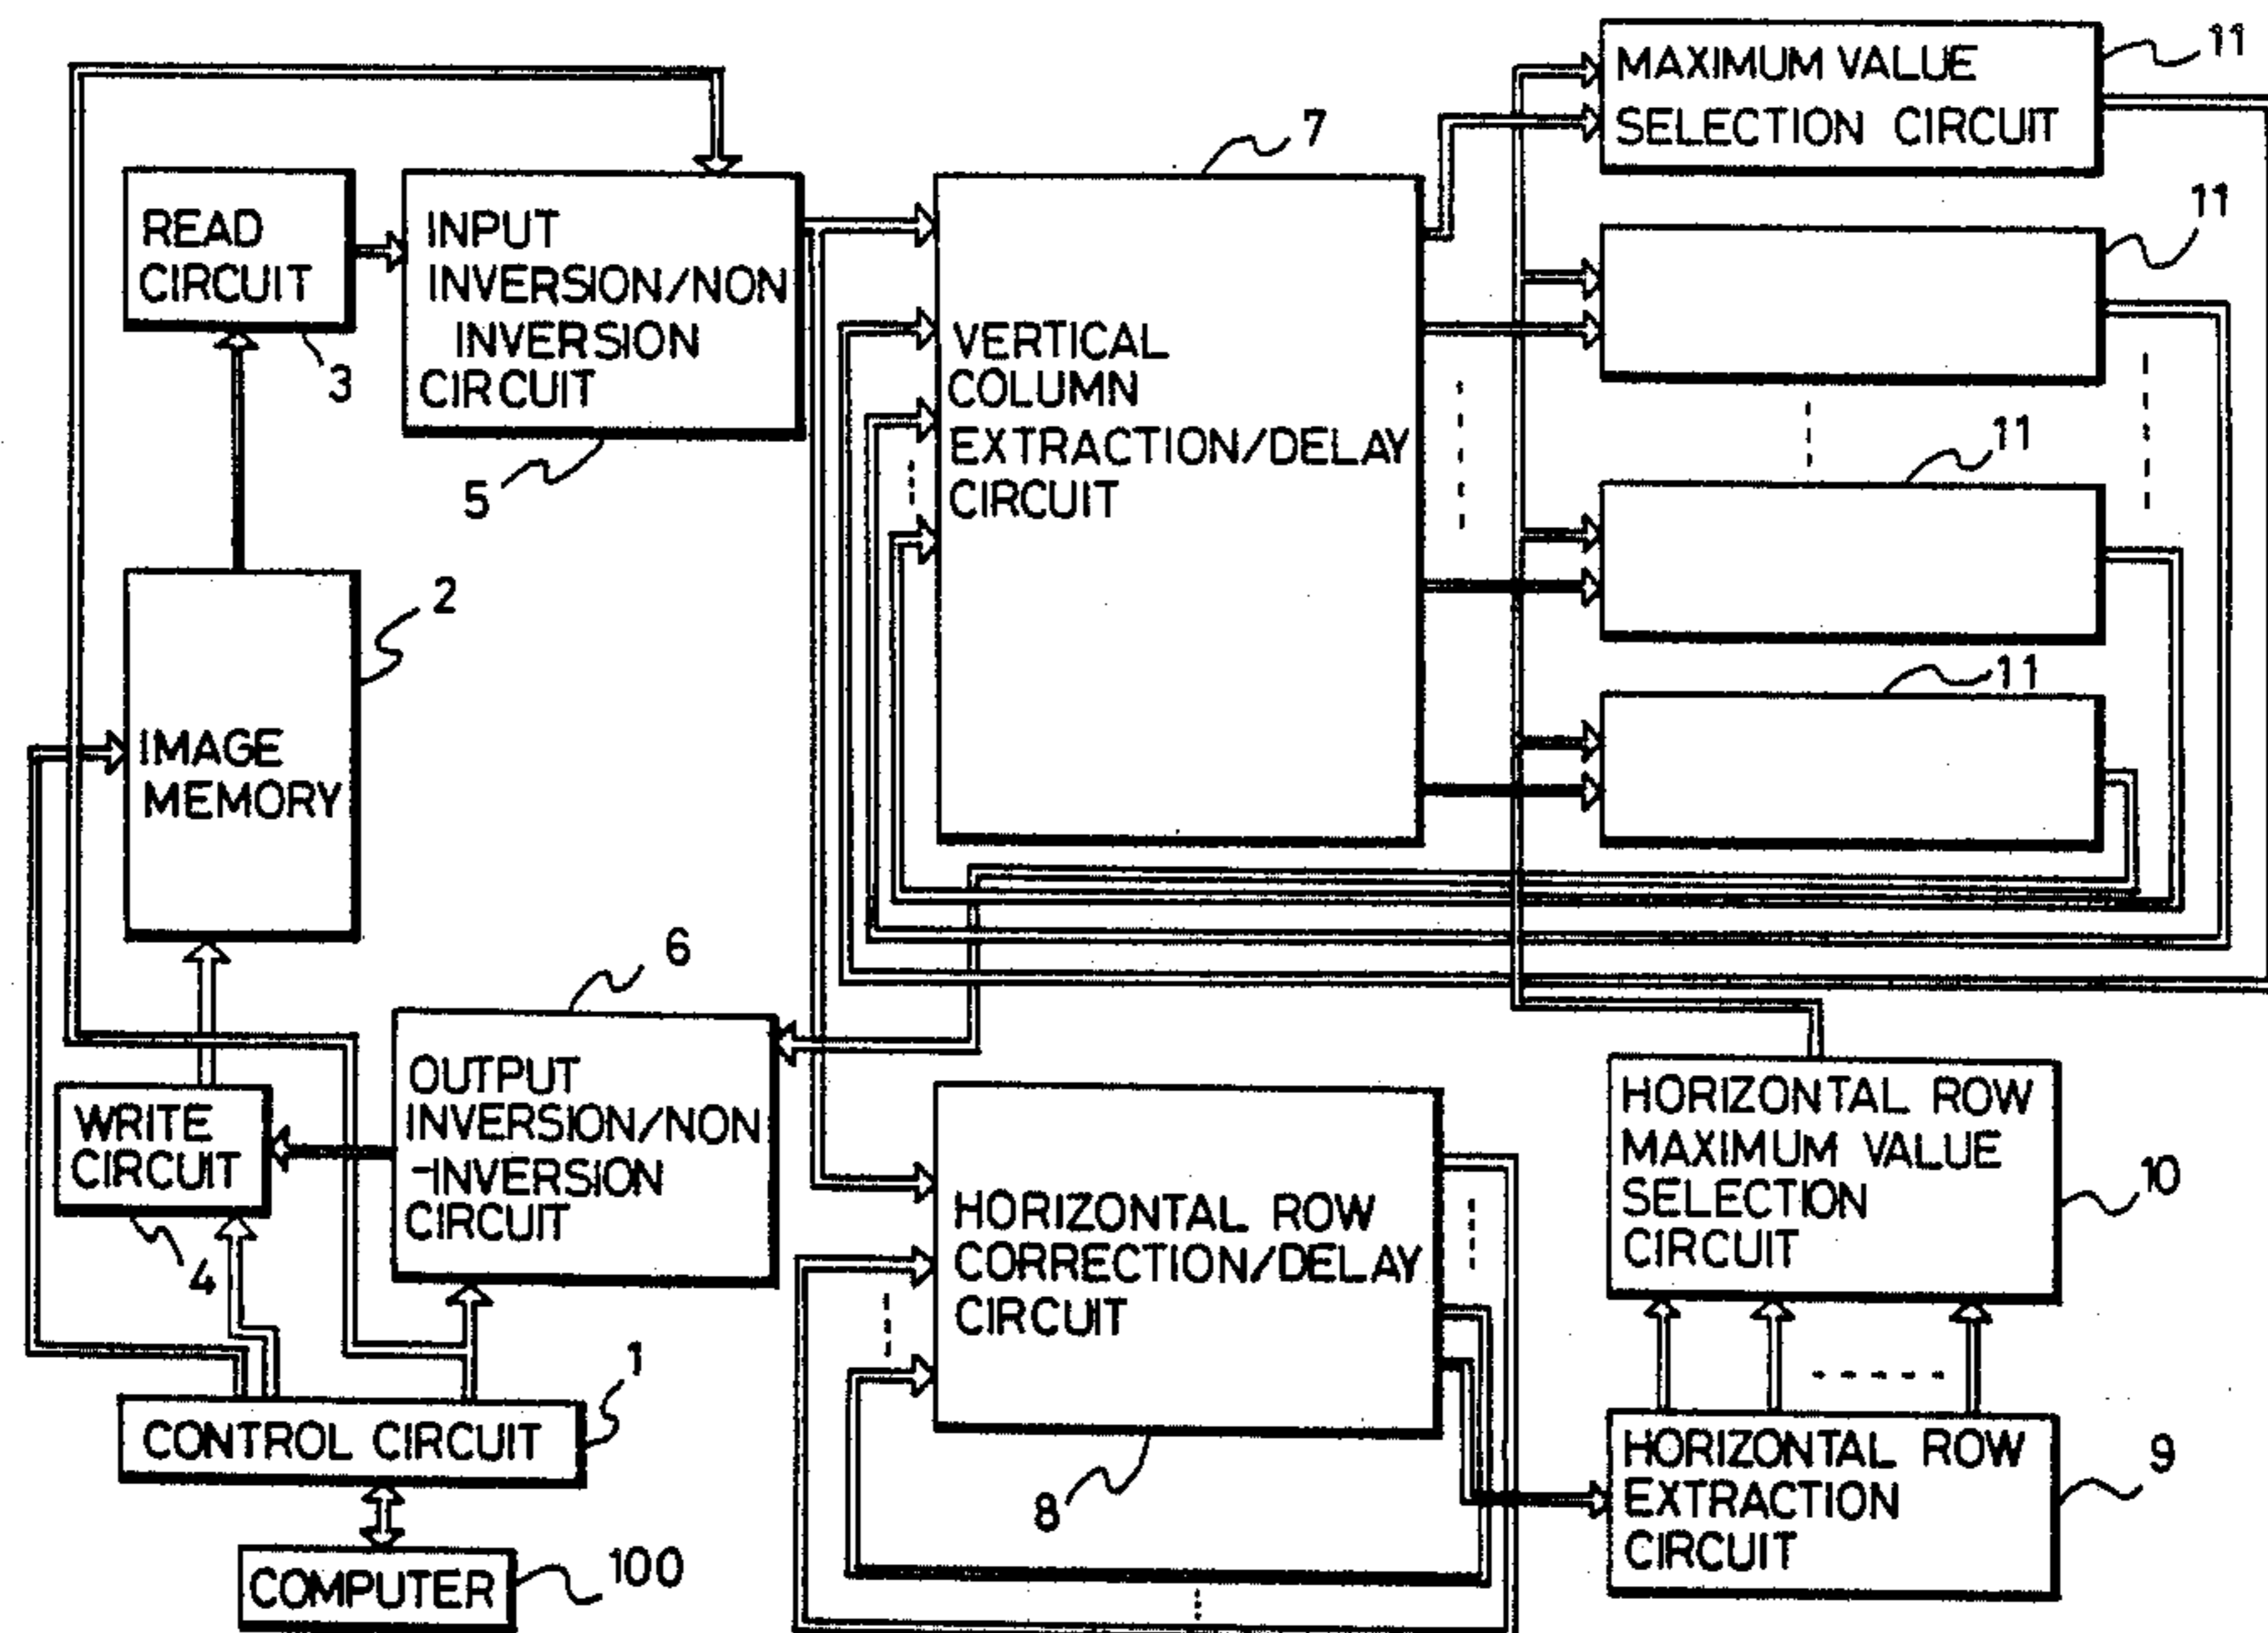 MAXIMUM VALUE
SELECTION CIRCUIT
11
11
11
11
7
READ
CIRCUIT
3
INPUT
INVERSION/NON
INVERSION
CIRCUIT
5
VERTICAL
COLUMN
EXTRACTION/DELAY
CIRCUIT
2
IMAGE
MEMORY
6
OUTPUT
INVERSION/NON
-INVERSION
CIRCUIT
WRITE
CIRCUIT
4
HORIZONTAL ROW
CORRECTION/DELAY
CIRCUIT
8
HORIZONTAL ROW
MAXIMUM VALUE
SELECTION
CIRCUIT
10
1
CONTROL CIRCUIT
HORIZONTAL ROW
EXTRACTION
CIRCUIT
9
COMPUTER
100